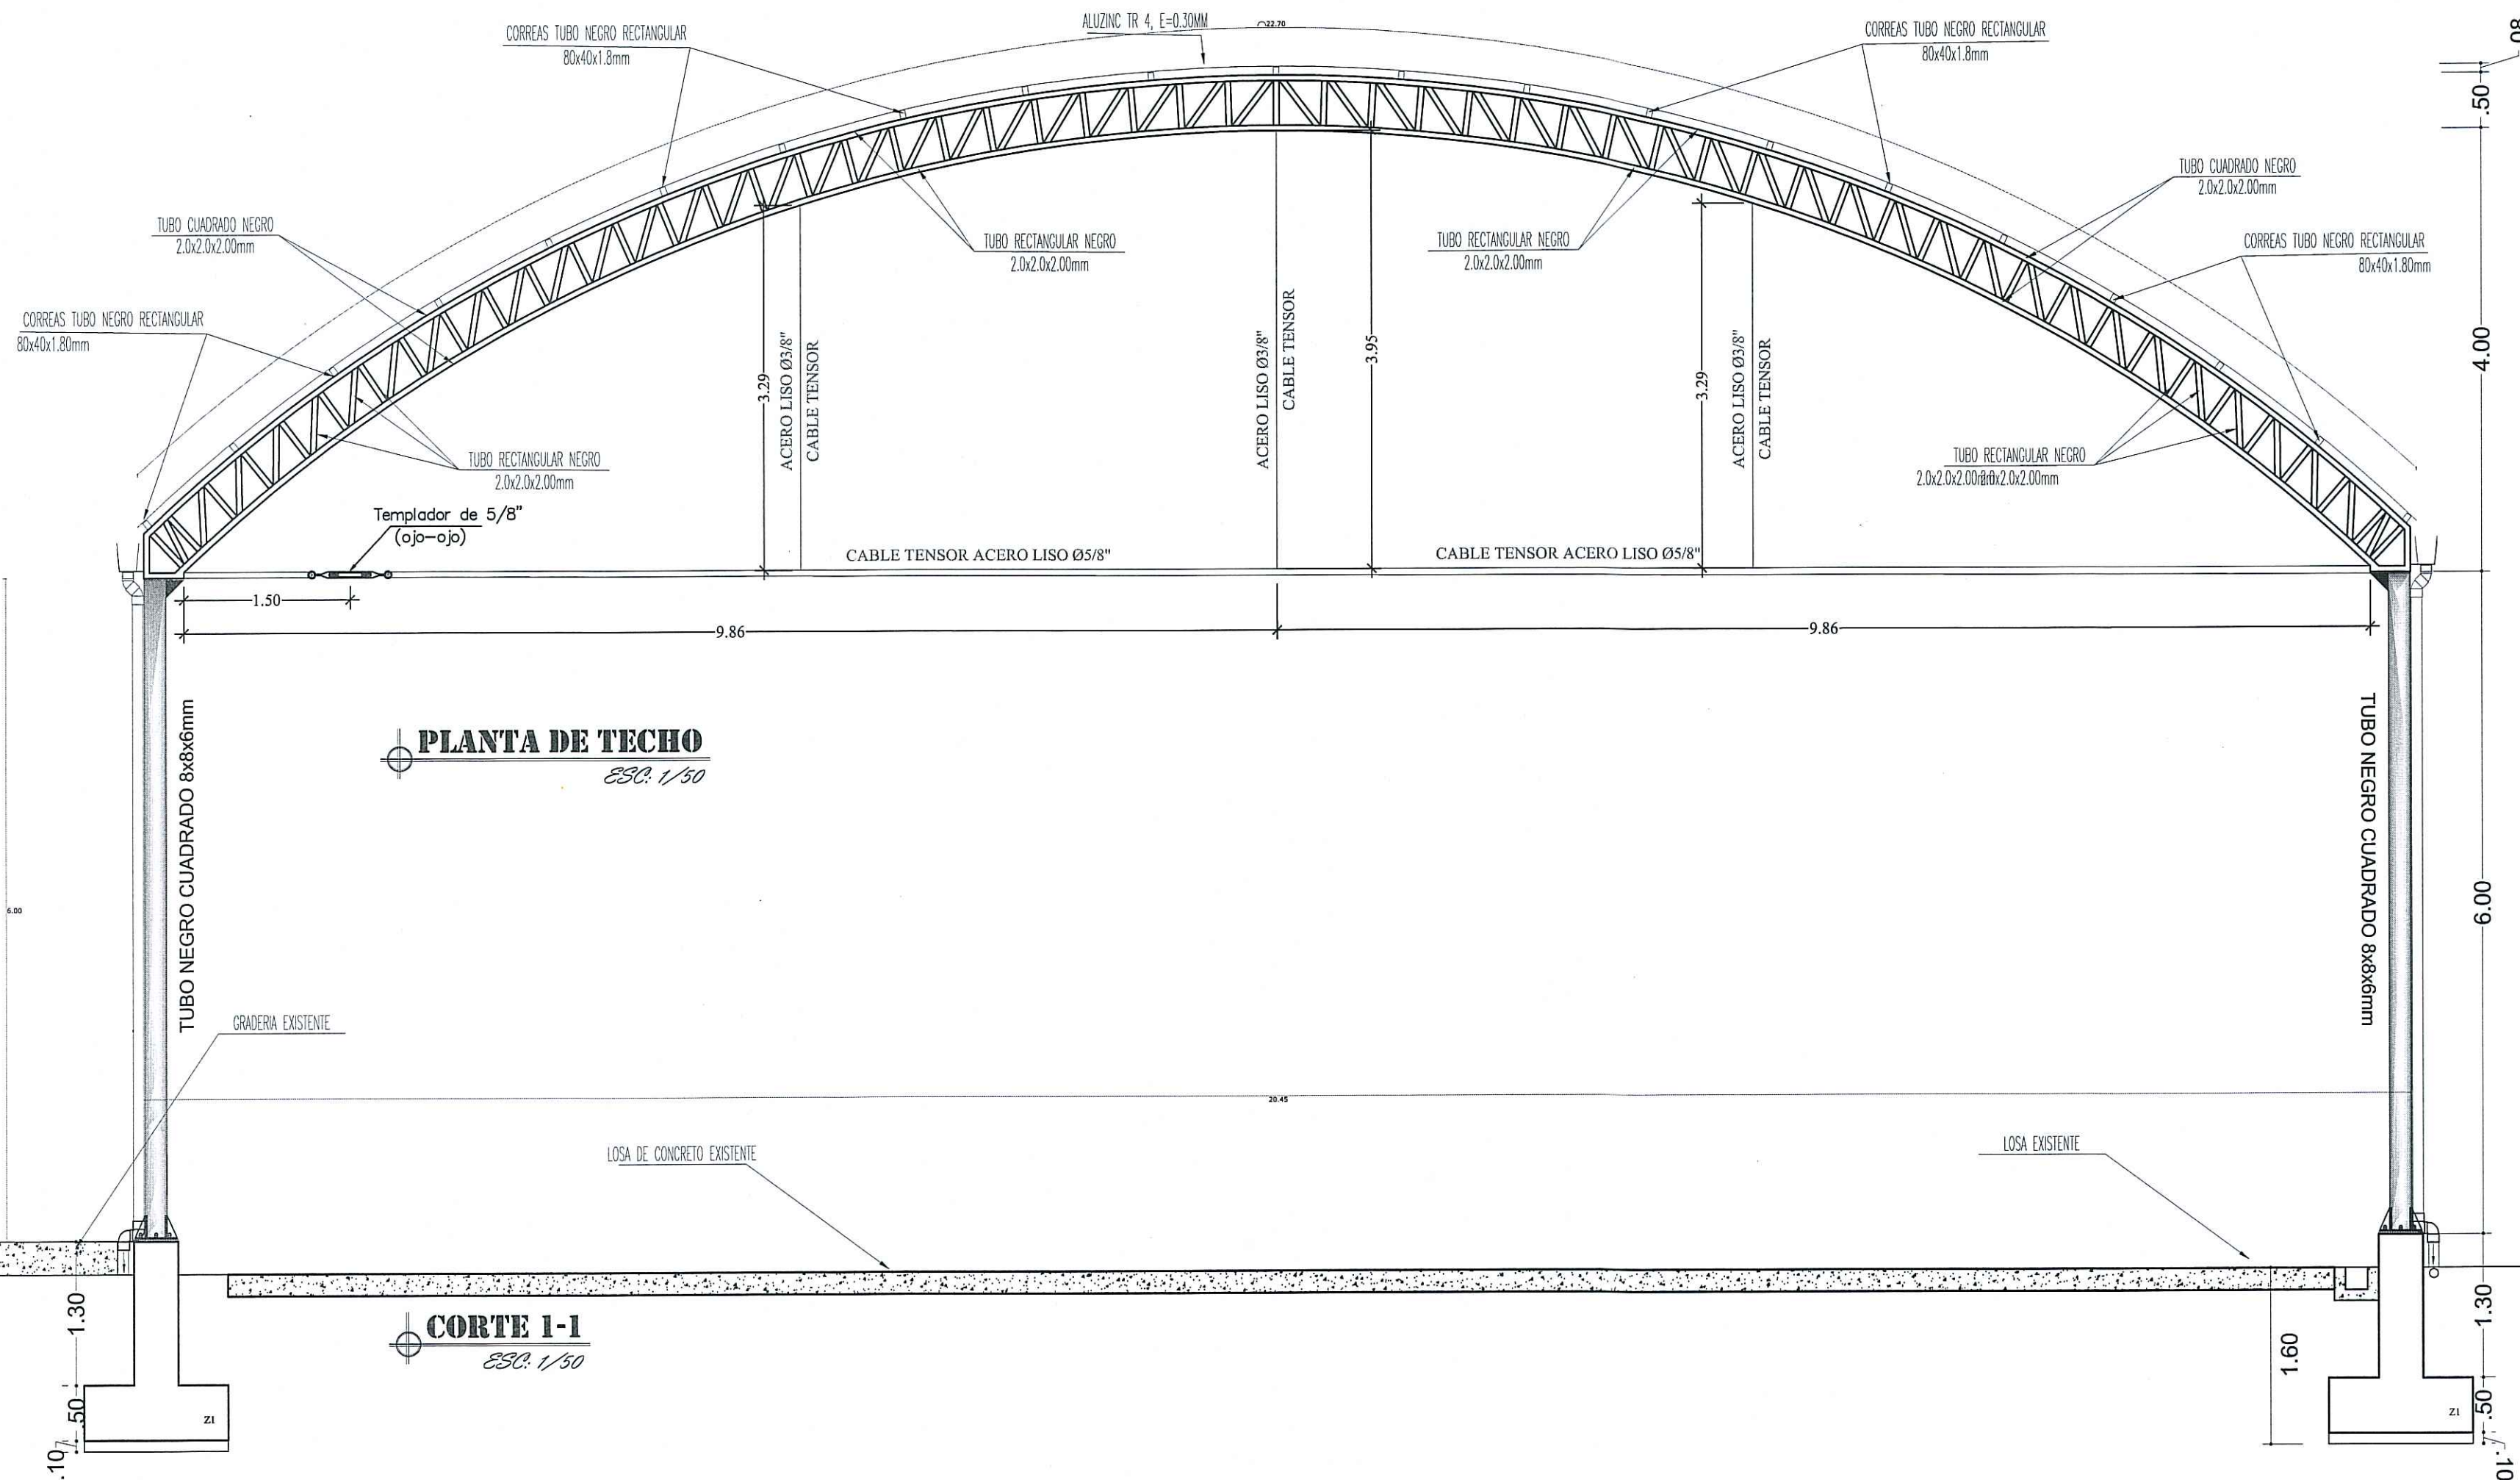 CORREAS TUBO NEGRO RECTANGULAR
80x40x1.8mm
ALUZINC TR 4, E=0.30MM
22.70
CORREAS TUBO NEGRO RECTANGULAR
80x40x1.8mm
.50
TUBO CUADRADO NEGRO
2.0x2.0x2.00mm
TUBO CUADRADO NEGRO
2.0x2.0x2.00mm
TUBO RECTANGULAR NEGRO
2.0x2.0x2.00mm
TUBO RECTANGULAR NEGRO
2.0x2.0x2.00mm
CORREAS TUBO NEGRO RECTANGULAR
80x40x1.80mm
CORREAS TUBO NEGRO RECTANGULAR
80x40x1.80mm
3.29
ACERO LISO Ø3/8"
CABLE TENSOR
ACERO LISO Ø3/8"
CABLE TENSOR
3.95
3.29
ACERO LISO Ø3/8"
CABLE TENSOR
4.00
TUBO RECTANGULAR NEGRO
2.0x2.0x2.00mm
TUBO RECTANGULAR NEGRO
2.0x2.0x2.00mm
2.0x2.0x2.00mm
Templador de 5/8"
(ojo-ojo)
CABLE TENSOR ACERO LISO Ø5/8"
CABLE TENSOR ACERO LISO Ø5/8"
1.50
9.86
9.86
TUBO NEGRO CUADRADO 8x8x6mm
PLANTA DE TECHO
ESC: 1/50
TUBO NEGRO CUADRADO 8x8x6mm
6.00
6.00
GRADERIA EXISTENTE
20.45
LOSA DE CONCRETO EXISTENTE
LOSA EXISTENTE
1.30
CORTE 1-1
ESC: 1/50
1.60
1.30
.50
Z1
Z1
.50
.10
.10